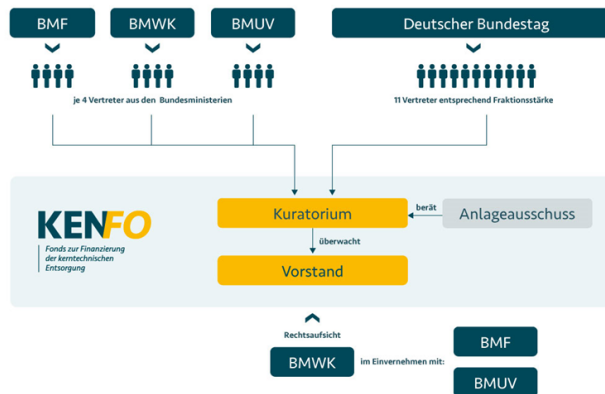 BMF
BMWK
BMUV
Deutscher Bundestag
je 4 Vertreter aus den Bundesministerien
11 Vertreter entsprechend Fraktionsstärke
KENFO
Fonds zur Finanzierung
der kerntechnischen
Entsorgung
Kuratorium
berät
Anlageausschuss
überwacht
Vorstand
Rechtsaufsicht
BMWK
im Einvernehmen mit:
BMF
BMUV